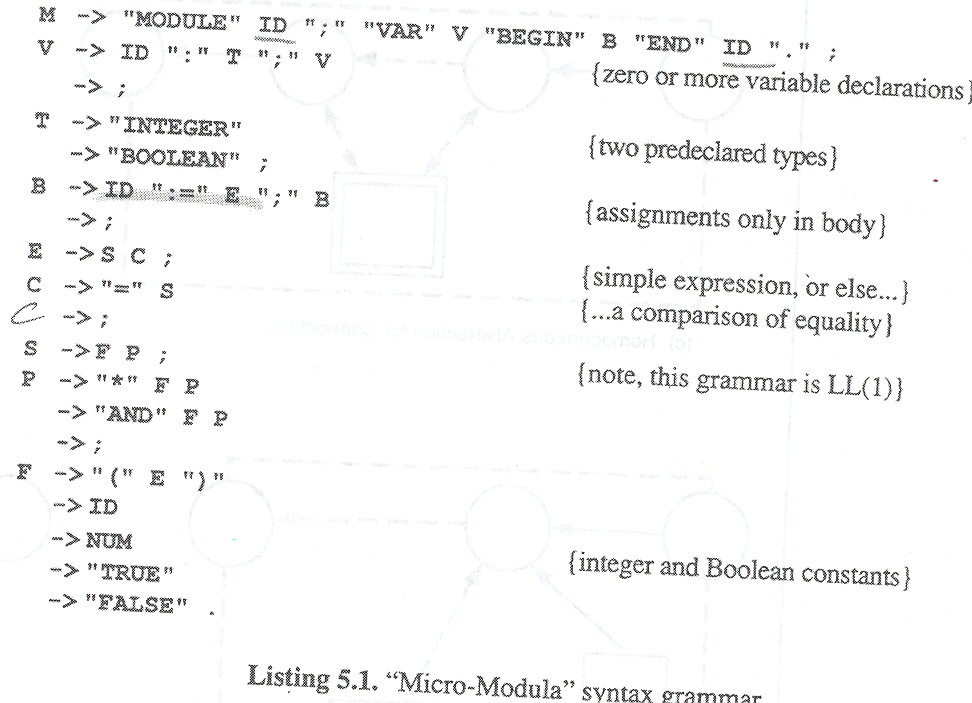 M -> "MODULE" ID ";" "VAR" V "BEGIN" B "END" ID "." ;
V -> ID ":" T ";" V {zero or more variable declarations}
-> ;
T -> "INTEGER"
-> "BOOLEAN" ; {two predeclared types}
B -> ID ":=" E ";" B
-> ; {assignments only in body}
E -> S C ;
C -> "=" S {simple expression, or else...}
C -> ; {...a comparison of equality}
S -> F P ;
P -> "*" F P {note, this grammar is LL(1)}
-> "AND" F P
-> ;
F -> "(" E ")"
-> ID
-> NUM
-> "TRUE" {integer and Boolean constants}
-> "FALSE" .
Listing 5.1. "Micro-Modula" syntax grammar